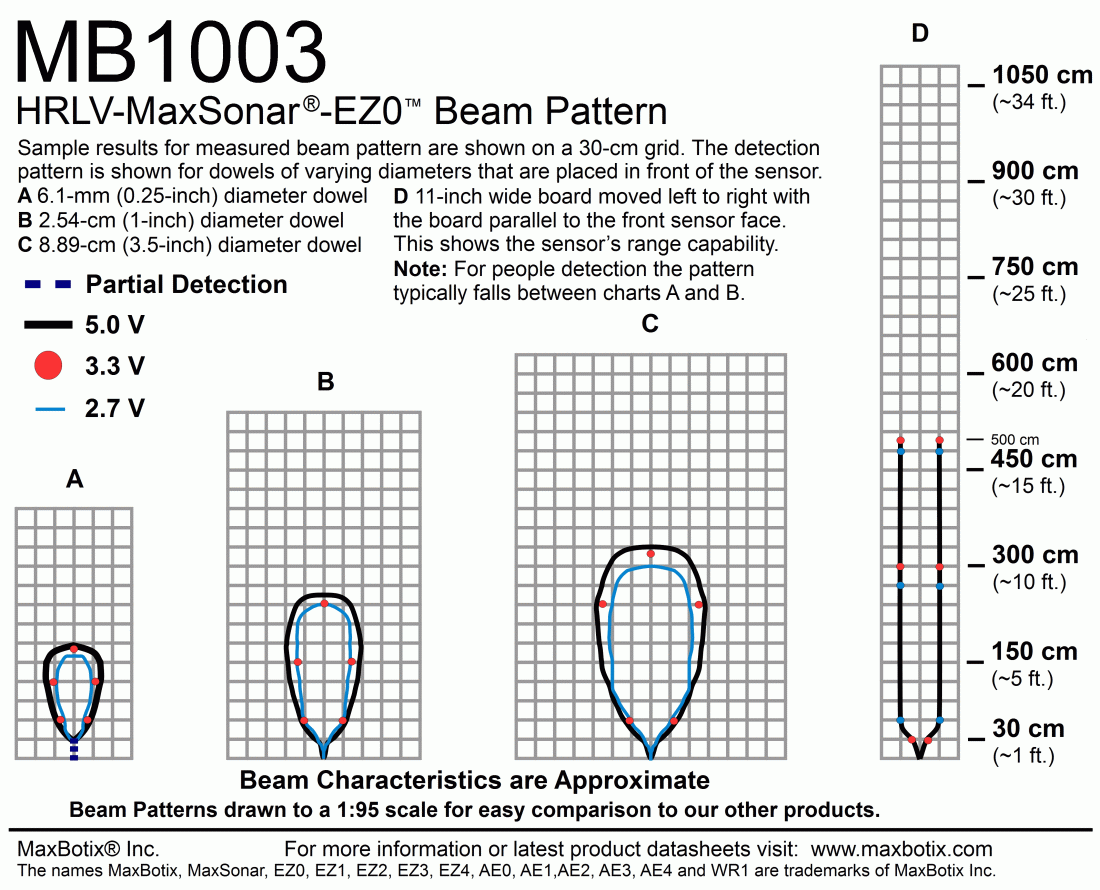 MB1003
HRLV-MaxSonar®-EZ0™ Beam Pattern
Sample results for measured beam pattern are shown on a 30-cm grid. The detection
pattern is shown for dowels of varying diameters that are placed in front of the sensor.
A 6.1-mm (0.25-inch) diameter dowel
B 2.54-cm (1-inch) diameter dowel
C 8.89-cm (3.5-inch) diameter dowel
D 11-inch wide board moved left to right with
the board parallel to the front sensor face.
This shows the sensor's range capability.
Note: For people detection the pattern
typically falls between charts A and B.
Partial Detection
5.0 V
3.3 V
2.7 V
A
B
C
D
1050 cm
(~34 ft.)
900 cm
(~30 ft.)
750 cm
(~25 ft.)
600 cm
(~20 ft.)
500 cm
450 cm
(~15 ft.)
300 cm
(~10 ft.)
150 cm
(~5 ft.)
30 cm
(~1 ft.)
Beam Characteristics are Approximate
Beam Patterns drawn to a 1:95 scale for easy comparison to our other products.
MaxBotix® Inc. For more information or latest product datasheets visit: www.maxbotix.com
The names MaxBotix, MaxSonar, EZ0, EZ1, EZ2, EZ3, EZ4, AE0, AE1,AE2, AE3, AE4 and WR1 are trademarks of MaxBotix Inc.